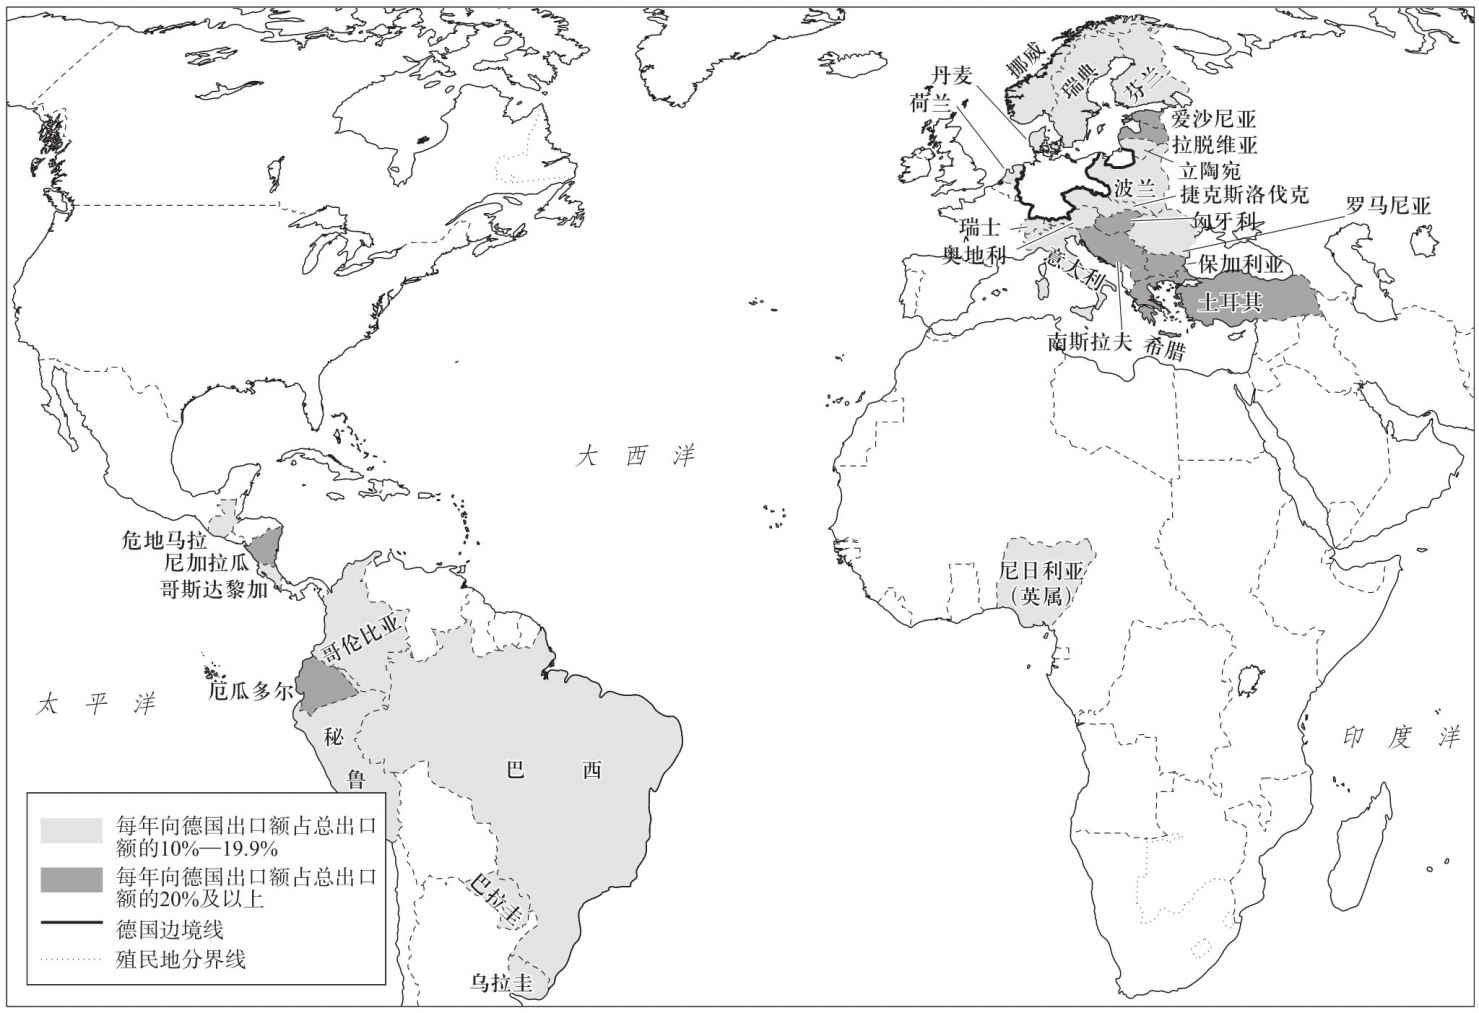 挪威
瑞典
芬兰
丹麦
荷兰
爱沙尼亚
拉脱维亚
立陶宛
波兰
捷克斯洛伐克
匈牙利
罗马尼亚
瑞士
奥地利
意大利
保加利亚
土耳其
南斯拉夫
希腊
大西洋
危地马拉
尼加拉瓜
哥斯达黎加
尼日利亚
（英属）
哥伦比亚
厄瓜多尔
太平洋
秘鲁
巴西
印度洋
巴拉圭
乌拉圭
每年向德国出口额占总出口
额的10%—19.9%
每年向德国出口额占总出口
额的20%及以上
德国边境线
殖民地分界线